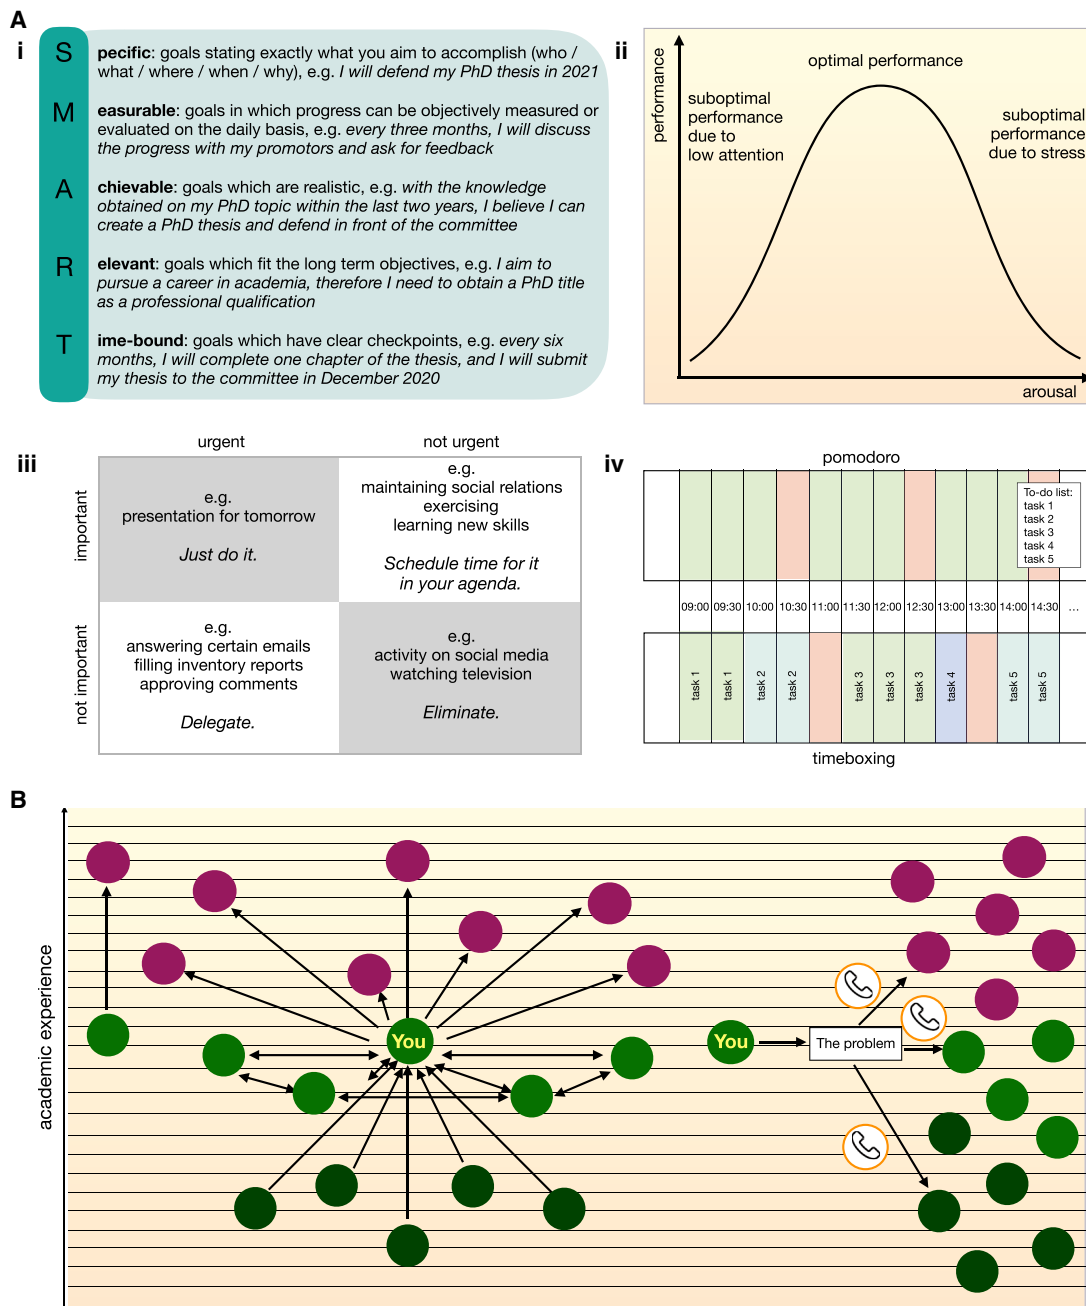 A
i
S
pecific: goals stating exactly what you aim to accomplish (who /
what / where / when / why), e.g. I will defend my PhD thesis in 2021
M
easurable: goals in which progress can be objectively measured or
evaluated on the daily basis, e.g. every three months, I will discuss
the progress with my promotors and ask for feedback
A
chievable: goals which are realistic, e.g. with the knowledge
obtained on my PhD topic within the last two years, I believe I can
create a PhD thesis and defend in front of the committee
R
elevant: goals which fit the long term objectives, e.g. I aim to
pursue a career in academia, therefore I need to obtain a PhD title
as a professional qualification
T
ime-bound: goals which have clear checkpoints, e.g. every six
months, I will complete one chapter of the thesis, and I will submit
my thesis to the committee in December 2020
ii
performance
optimal performance
suboptimal
performance
due to
low attention
suboptimal
performance
due to stress
arousal
iii
urgent
not urgent
important
e.g.
presentation for tomorrow
Just do it.
e.g.
maintaining social relations
exercising
learning new skills
Schedule time for it
in your agenda.
not important
e.g.
answering certain emails
filling inventory reports
approving comments
Delegate.
e.g.
activity on social media
watching television
Eliminate.
iv
pomodoro
To-do list:
task 1
task 2
task 3
task 4
task 5
09:00 09:30 10:00 10:30 11:00 11:30 12:00 12:30 13:00 13:30 14:00 14:30 ...
task 1
task 1
task 2
task 2
task 3
task 3
task 3
task 4
task 5
task 5
timeboxing
B
academic experience
You
You
The problem